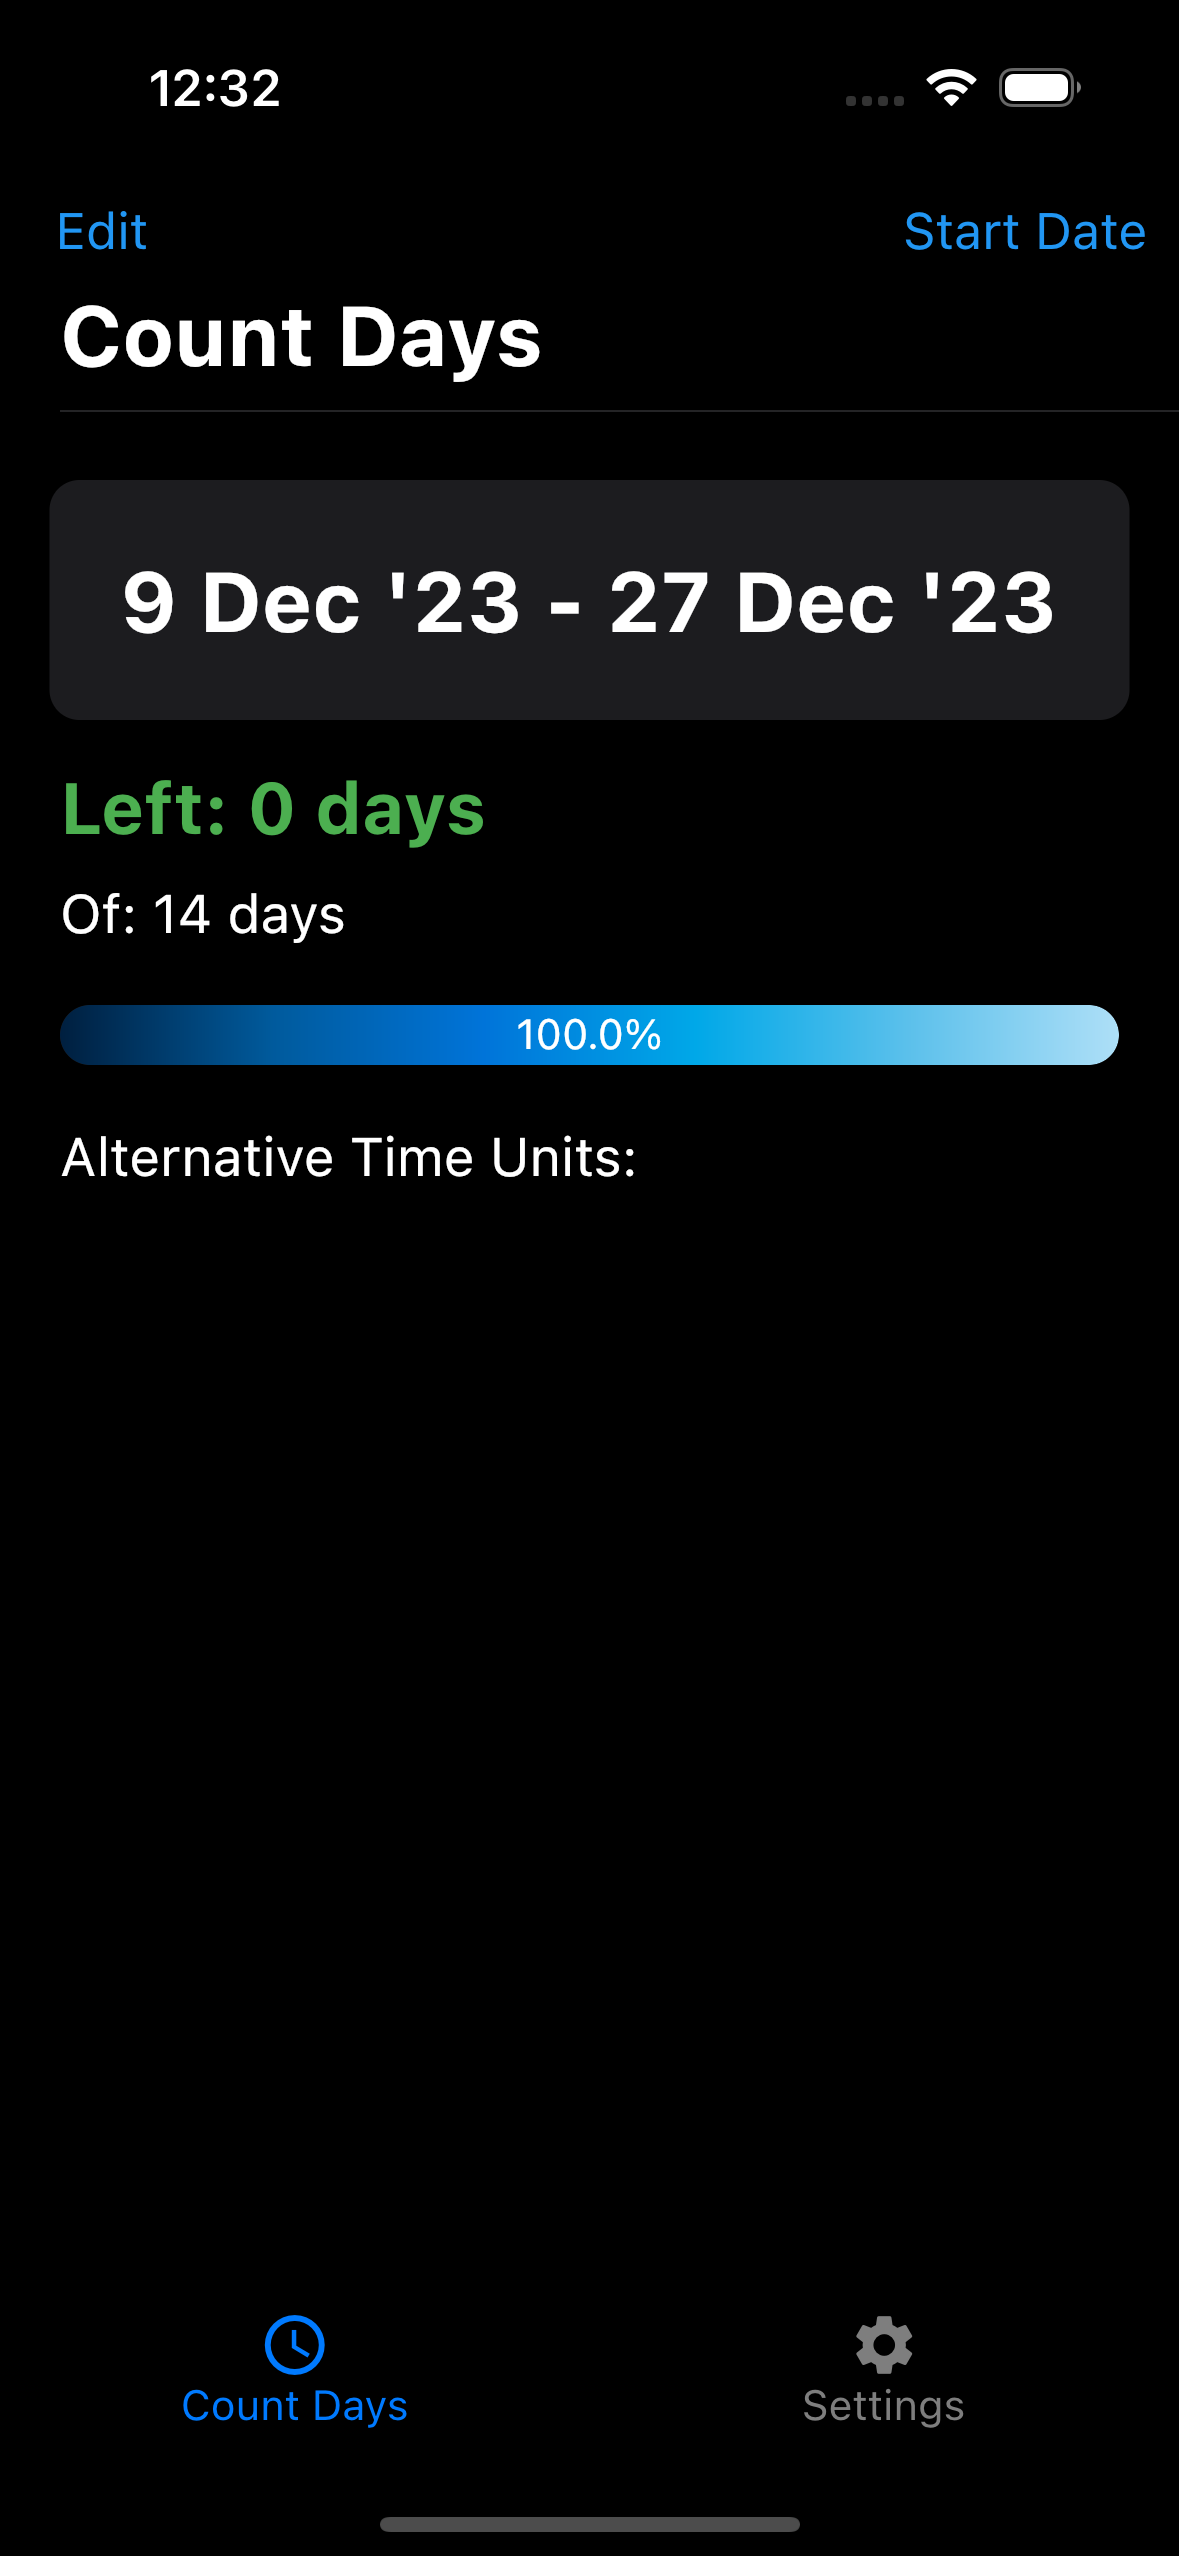 12:32
Edit
Start Date
Count Days
9 Dec '23 - 27 Dec '23
Left: 0 days
Of: 14 days
100.0%
Alternative Time Units:
Count Days
Settings